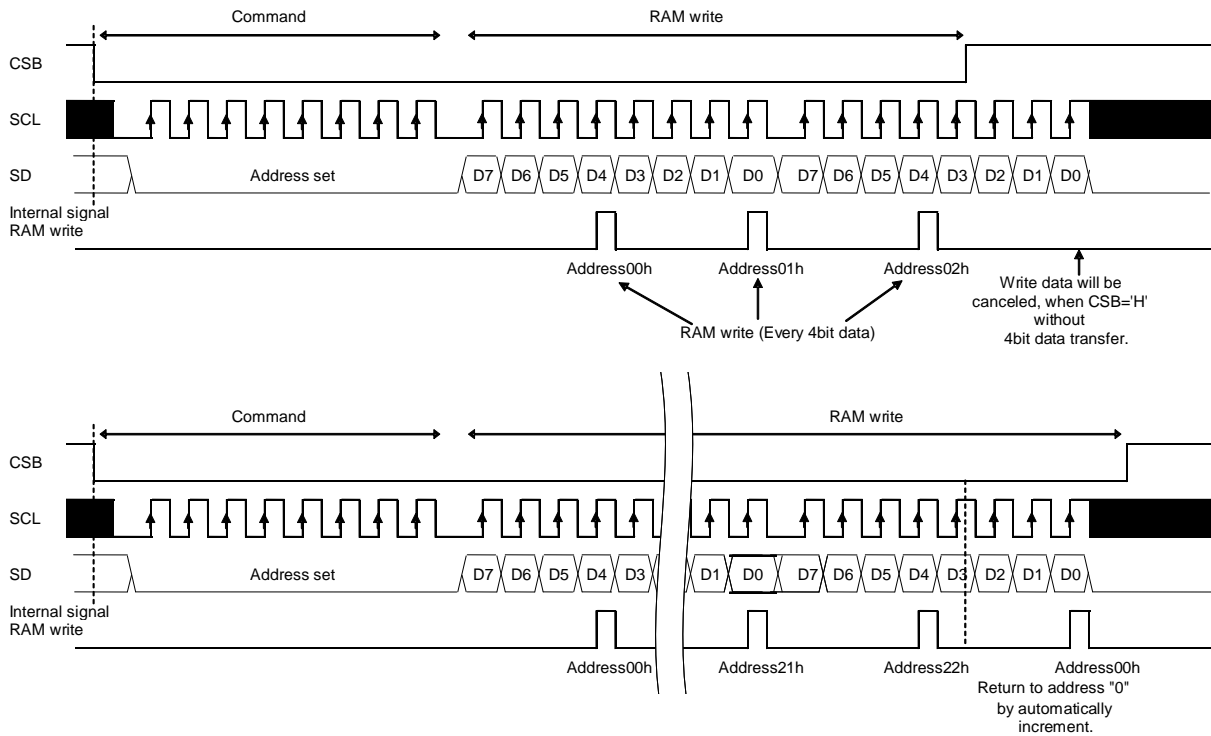 Command
RAM write
CSB
SCL
SD
Address set
D7 D6 D5 D4 D3 D2 D1 D0 D7 D6 D5 D4 D3 D2 D1 D0
Internal signal
RAM write
Address00h
Address01h
Address02h
RAM write (Every 4bit data)
Write data will be
canceled, when CSB='H'
without
4bit data transfer.
Command
RAM write
CSB
SCL
SD
Address set
D7 D6 D5 D4 D3 D1 D0 D7 D6 D5 D4 D3 D2 D1 D0
Internal signal
RAM write
Address00h
Address21h
Address22h
Address00h
Return to address "0"
by automatically
increment.